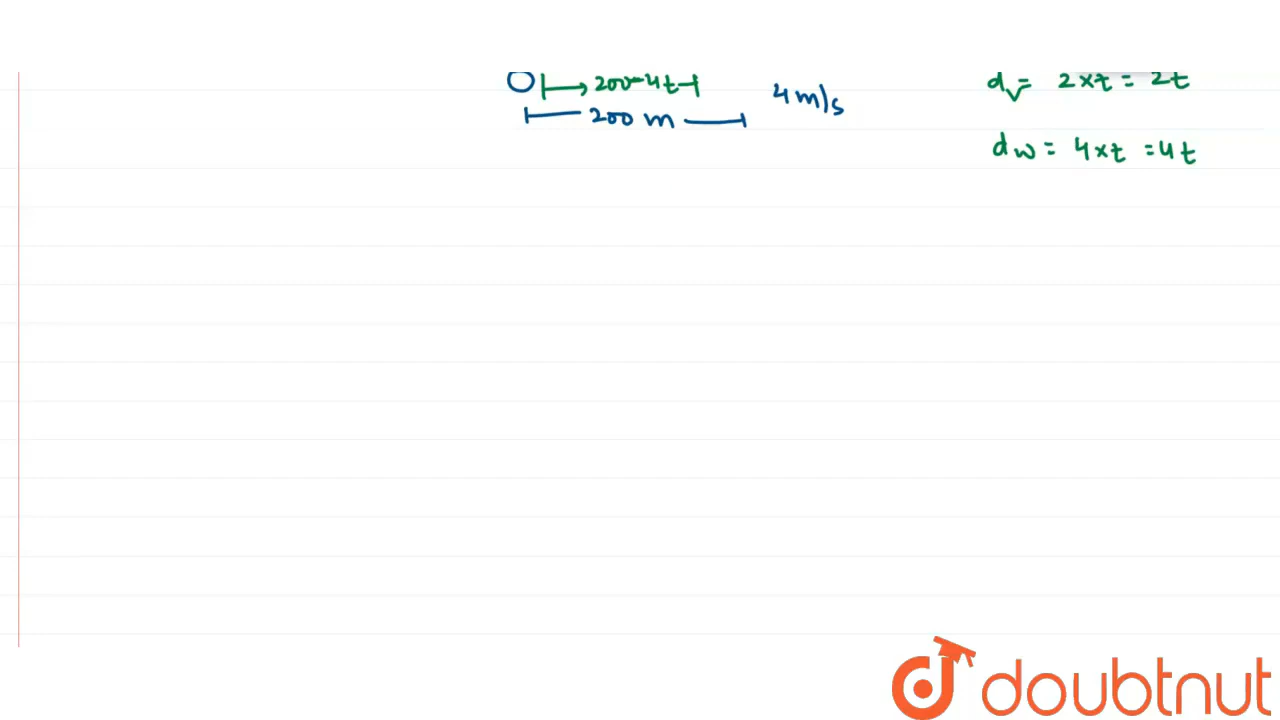 O 200-4t
200 m
4 m/s
dv = 2×t = 2t
dw = 4×t = 4t
doubtnut